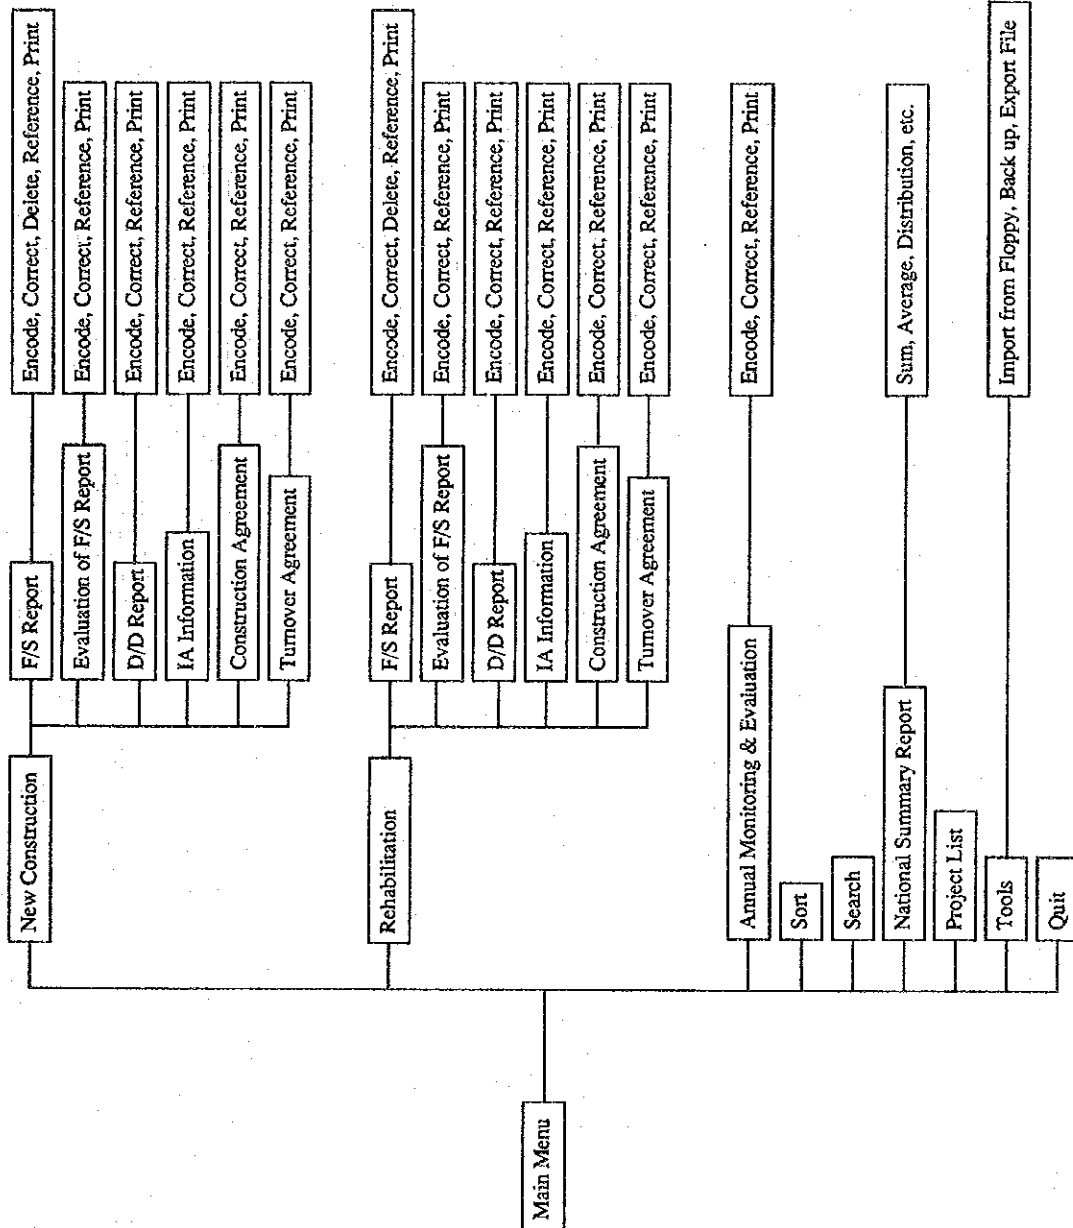 Main Menu
New Construction
F/S Report
Encode, Correct, Delete, Reference, Print
Evaluation of F/S Report
Encode, Correct, Reference, Print
D/D Report
Encode, Correct, Reference, Print
IA Information
Encode, Correct, Reference, Print
Construction Agreement
Encode, Correct, Reference, Print
Turnover Agreement
Encode, Correct, Reference, Print
Rehabilitation
F/S Report
Encode, Correct, Delete, Reference, Print
Evaluation of F/S Report
Encode, Correct, Reference, Print
D/D Report
Encode, Correct, Reference, Print
IA Information
Encode, Correct, Reference, Print
Construction Agreement
Encode, Correct, Reference, Print
Turnover Agreement
Encode, Correct, Reference, Print
Annual Monitoring & Evaluation
Encode, Correct, Reference, Print
Sort
Search
National Summary Report
Sum, Average, Distribution, etc.
Project List
Tools
Import from Floppy, Back up, Export File
Quit